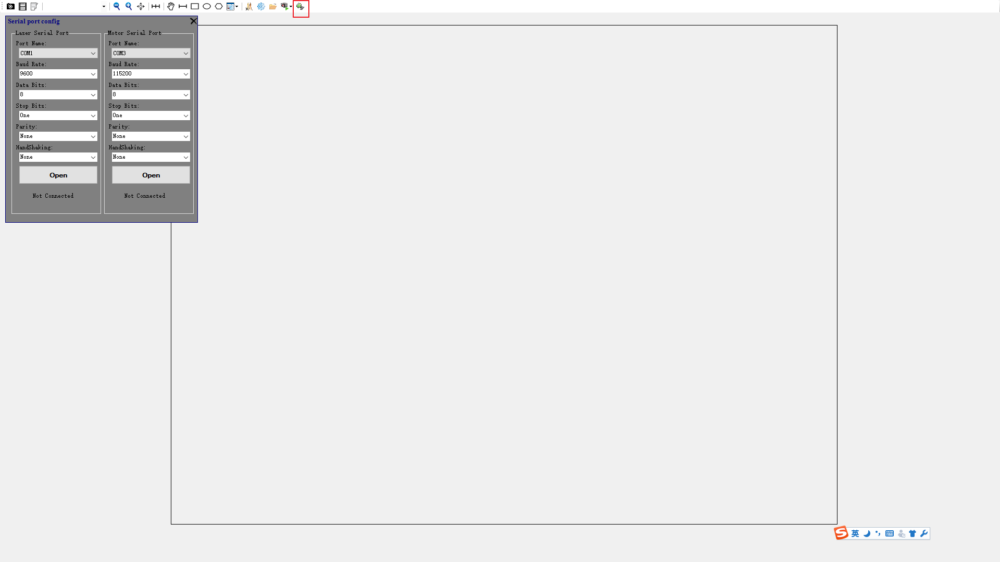 Serial port config
Laser Serial Port
Port Name:
COM1
Baud Rate:
9600
Data Bits:
8
Stop Bits:
One
Parity:
None
HandShaking:
None
Open
Not Connected
Motor Serial Port
Port Name:
COM3
Baud Rate:
115200
Data Bits:
8
Stop Bits:
One
Parity:
None
HandShaking:
None
Open
Not Connected
S 英